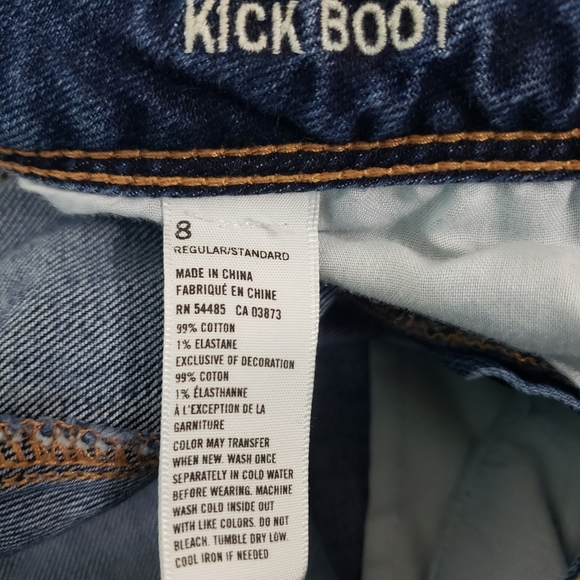 KICK BOOT
8
REGULAR/STANDARD
MADE IN CHINA
FABRIQUÉ EN CHINE
RN 54485 CA 03873
99% COTTON
1% ELASTANE
EXCLUSIVE OF DECORATION
99% COTON
1% ÉLASTHANNE
À L'EXCEPTION DE LA
GARNITURE
COLOR MAY TRANSFER
WHEN NEW. WASH ONCE
SEPARATELY IN COLD WATER
BEFORE WEARING. MACHINE
WASH COLD INSIDE OUT
WITH LIKE COLORS. DO NOT
BLEACH. TUMBLE DRY LOW.
COOL IRON IF NEEDED